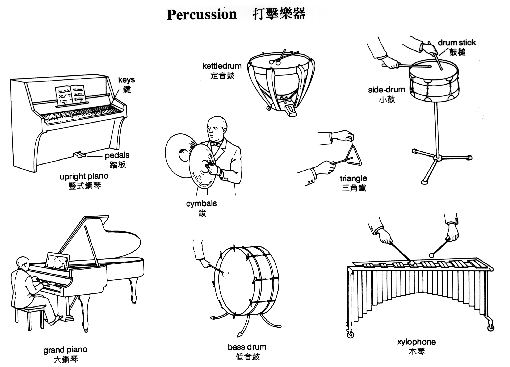 Percussion 打擊樂器
kettledrum
定音鼓
drum stick
鼓槌
keys
鍵
side-drum
小鼓
pedals
踏板
upright piano
豎式鋼琴
cymbals
鈸
triangle
三角鐵
grand piano
大鋼琴
bass drum
低音鼓
xylophone
木琴